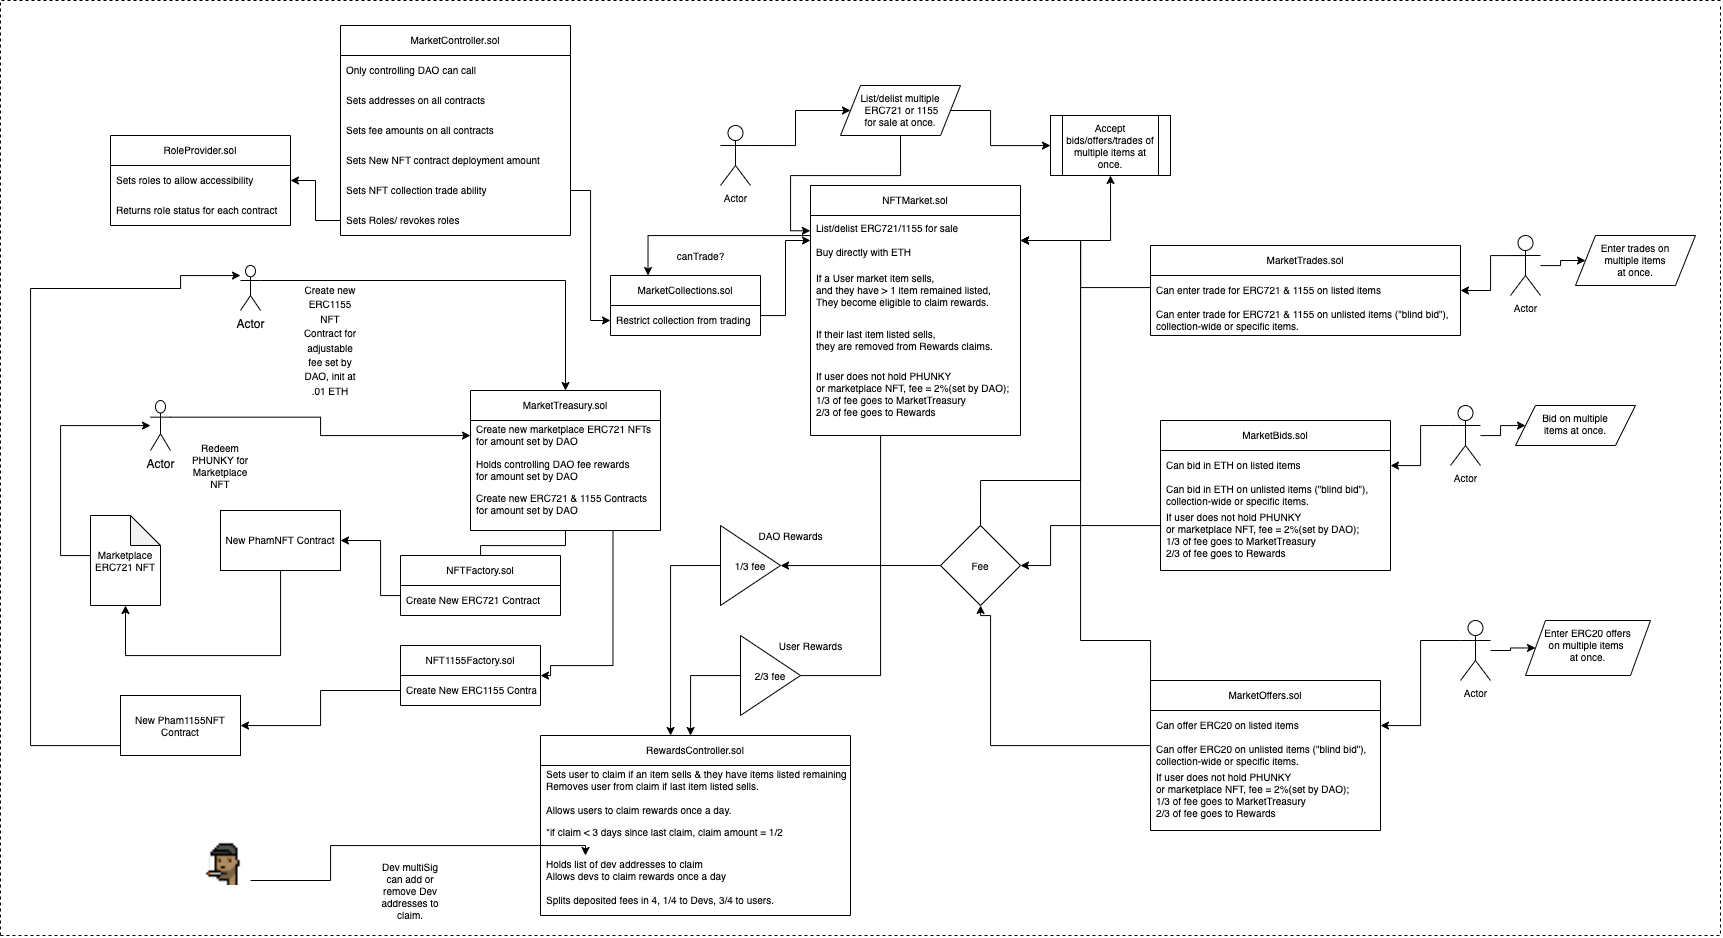 MarketController.sol
Only controlling DAO can call
Sets addresses on all contracts
Sets fee amounts on all contracts
Sets New NFT contract deployment amount
Sets NFT collection trade ability
Sets Roles/ revokes roles
RoleProvider.sol
Sets roles to allow accessibility
Returns role status for each contract
Actor
List/delist multiple
ERC721 or 1155
for sale at once.
Accept
bids/offers/trades of
multiple items at
once.
NFTMarket.sol
List/delist ERC721/1155 for sale
Buy directly with ETH
If a User market item sells,
and they have > 1 item remained listed,
They become eligible to claim rewards.
If their last item listed sells,
they are removed from Rewards claims.
If user does not hold PHUNKY
or marketplace NFT, fee = 2%(set by DAO);
1/3 of fee goes to MarketTreasury
2/3 of fee goes to Rewards
canTrade?
MarketCollections.sol
Restrict collection from trading
MarketTrades.sol
Can enter trade for ERC721 & 1155 on listed items
Can enter trade for ERC721 & 1155 on unlisted items ("blind bid"),
collection-wide or specific items.
Actor
Enter trades on
multiple items
at once.
Actor
Create new
ERC1155
NFT
Contract for
adjustable
fee set by
DAO, init at
.01 ETH
Actor
Redeem
PHUNKY for
Marketplace
NFT
MarketTreasury.sol
Create new marketplace ERC721 NFTs
for amount set by DAO
Holds controlling DAO fee rewards
for amount set by DAO
Create new ERC721 & 1155 Contracts
for amount set by DAO
MarketBids.sol
Can bid in ETH on listed items
Can bid in ETH on unlisted items ("blind bid"),
collection-wide or specific items.
If user does not hold PHUNKY
or marketplace NFT, fee = 2%(set by DAO);
1/3 of fee goes to MarketTreasury
2/3 of fee goes to Rewards
Actor
Bid on multiple
items at once.
Marketplace
ERC721 NFT
New PhamNFT Contract
NFTFactory.sol
Create New ERC721 Contract
DAO Rewards
1/3 fee
Fee
NFT1155Factory.sol
Create New ERC1155 Contra
New Pham1155NFT
Contract
User Rewards
2/3 fee
Actor
Enter ERC20 offers
on multiple items
at once.
MarketOffers.sol
Can offer ERC20 on listed items
Can offer ERC20 on unlisted items ("blind bid"),
collection-wide or specific items.
If user does not hold PHUNKY
or marketplace NFT, fee = 2%(set by DAO);
1/3 of fee goes to MarketTreasury
2/3 of fee goes to Rewards
RewardsController.sol
Sets user to claim if an item sells & they have items listed remaining
Removes user from claim if last item listed sells.
Allows users to claim rewards once a day.
*if claim < 3 days since last claim, claim amount = 1/2
Holds list of dev addresses to claim
Allows devs to claim rewards once a day
Splits deposited fees in 4, 1/4 to Devs, 3/4 to users.
Dev multiSig
can add or
remove Dev
addresses to
claim.